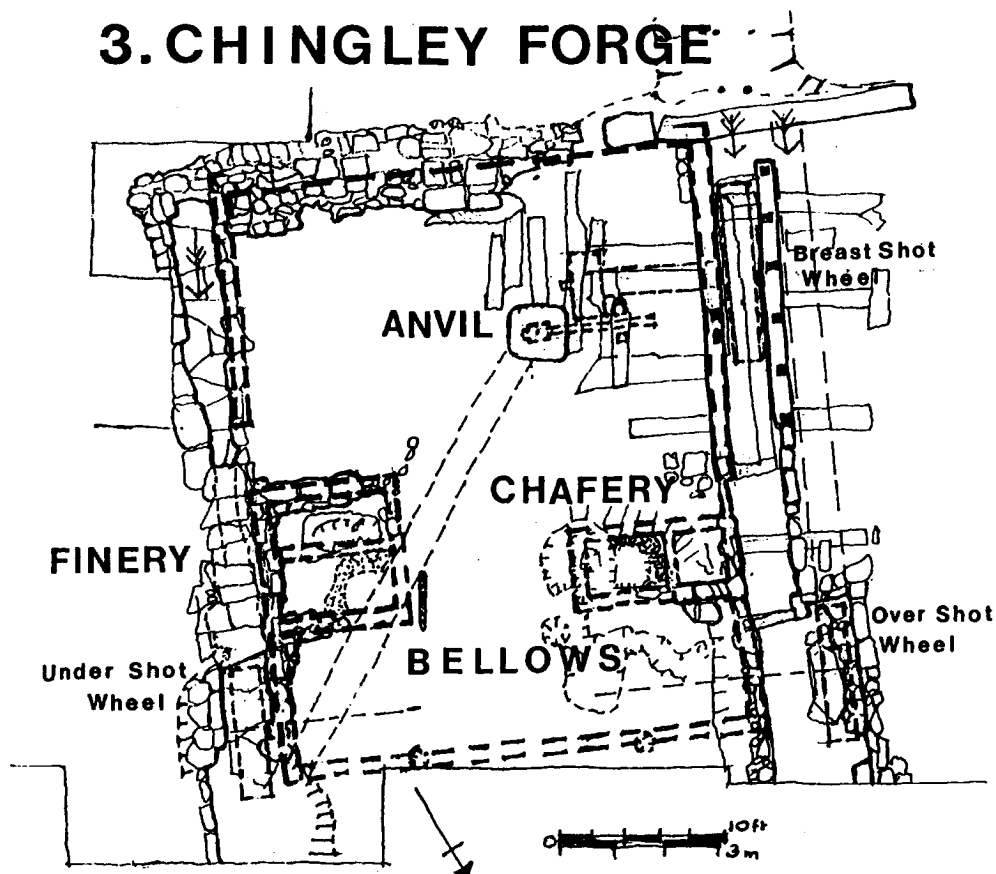 3. CHINGLEY FORGE
Breast Shot
Wheel
ANVIL
CHAFERY
FINERY
Over Shot
Wheel
BELLOWS
Under Shot
Wheel
0
10ft
3m